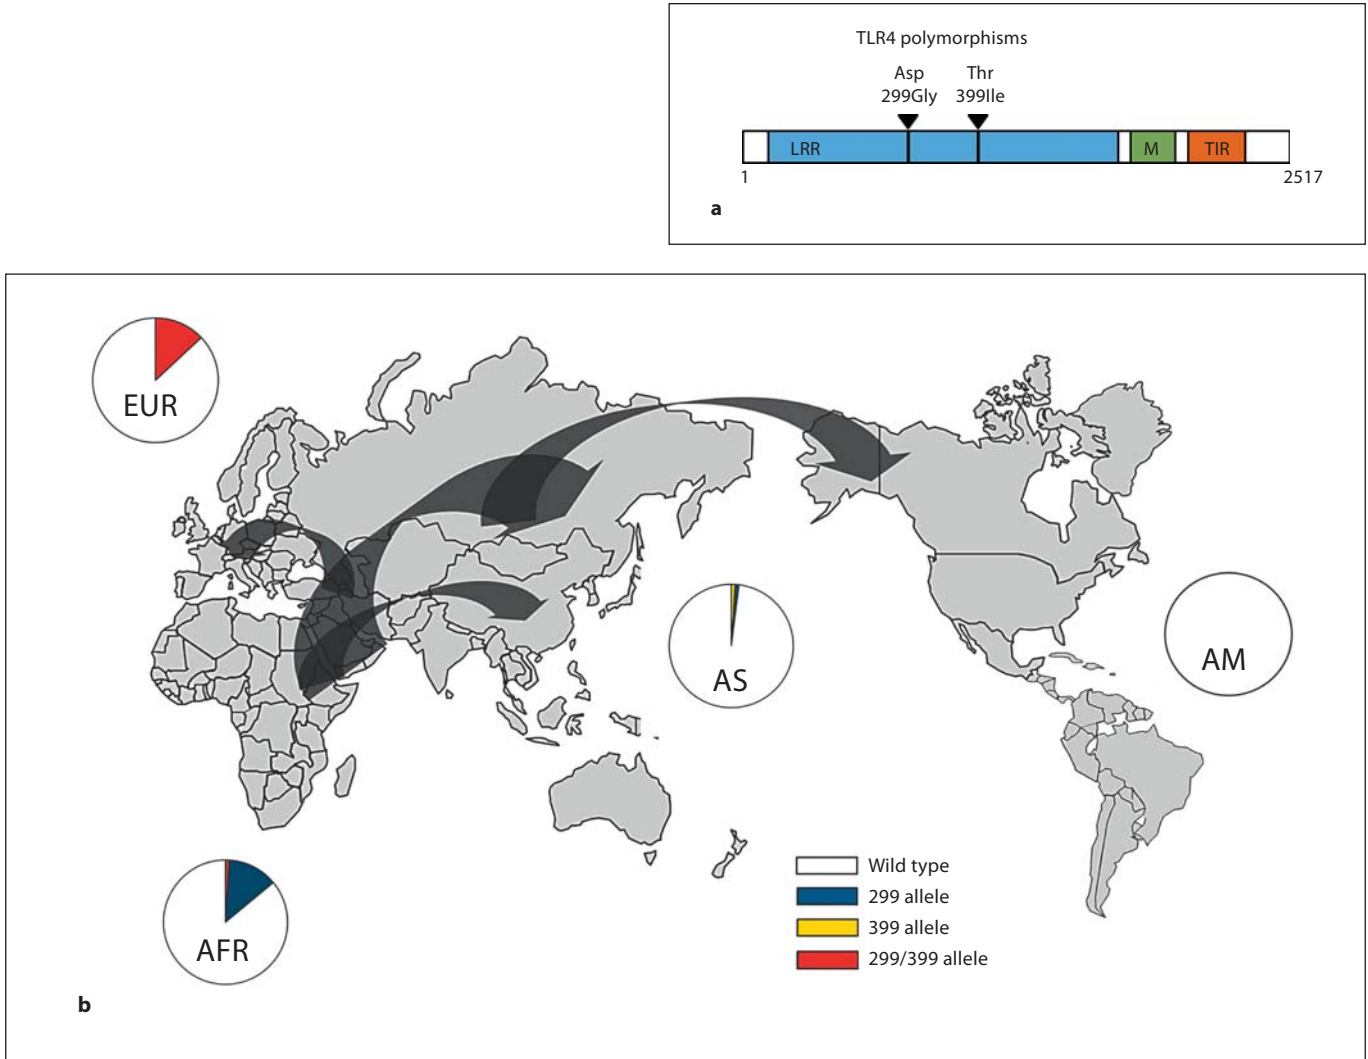 TLR4 polymorphisms
Asp Thr
299Gly 399Ile
LRR M TIR
1 2517
a
EUR
AS
AM
AFR
Wild type
299 allele
399 allele
299/399 allele
b